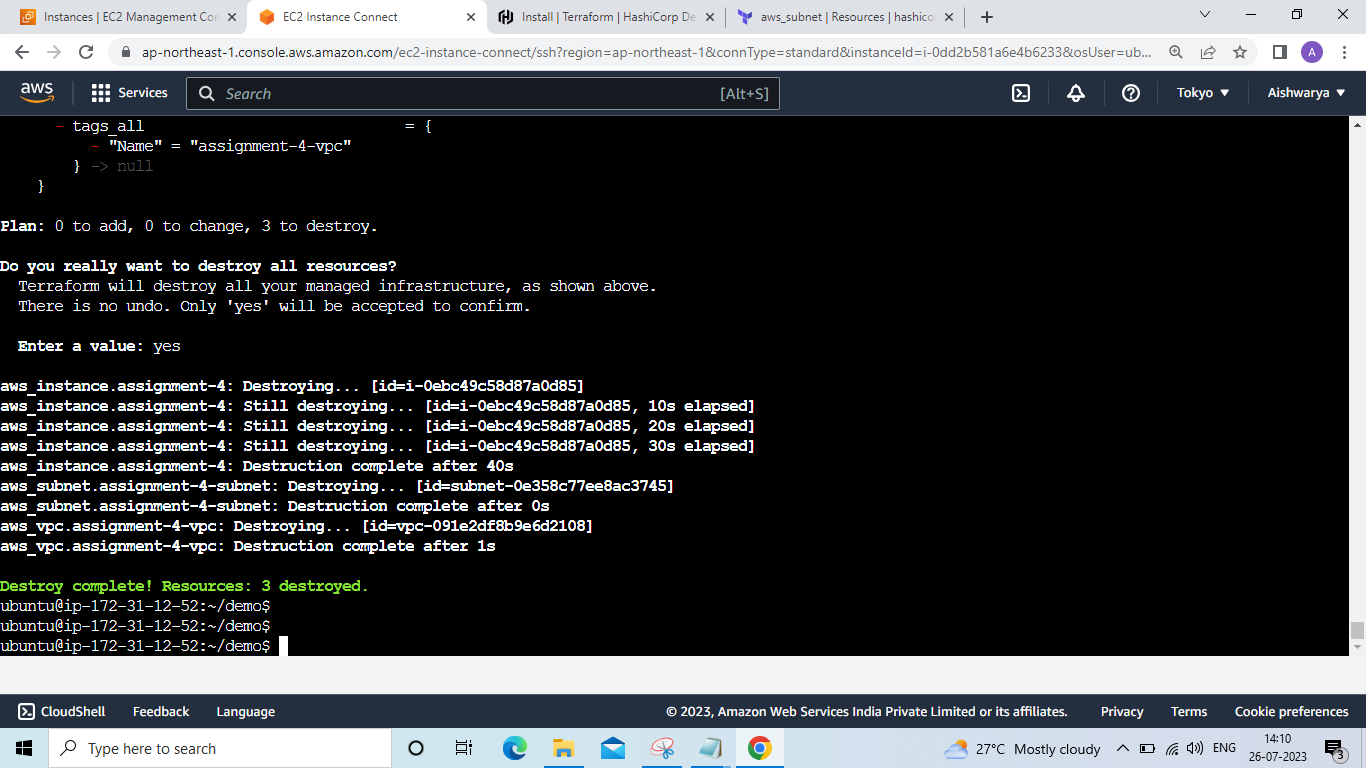 Instances | EC2 Management Con
EC2 Instance Connect
Install | Terraform | HashiCorp De
aws_subnet | Resources | hashico
ap-northeast-1.console.aws.amazon.com/ec2-instance-connect/ssh?region=ap-northeast-1&connType=standard&instanceId=i-0dd2b581a6e4b6233&osUser=ub...
A
aws
Services
Search
[Alt+S]
Tokyo
Aishwarya
- tags_all = {
- "Name" = "assignment-4-vpc"
} -> null
}
Plan: 0 to add, 0 to change, 3 to destroy.
Do you really want to destroy all resources?
Terraform will destroy all your managed infrastructure, as shown above.
There is no undo. Only 'yes' will be accepted to confirm.
Enter a value: yes
aws_instance.assignment-4: Destroying... [id=i-0ebc49c58d87a0d85]
aws_instance.assignment-4: Still destroying... [id=i-0ebc49c58d87a0d85, 10s elapsed]
aws_instance.assignment-4: Still destroying... [id=i-0ebc49c58d87a0d85, 20s elapsed]
aws_instance.assignment-4: Still destroying... [id=i-0ebc49c58d87a0d85, 30s elapsed]
aws_instance.assignment-4: Destruction complete after 40s
aws_subnet.assignment-4-subnet: Destroying... [id=subnet-0e358c77ee8ac3745]
aws_subnet.assignment-4-subnet: Destruction complete after 0s
aws_vpc.assignment-4-vpc: Destroying... [id=vpc-091e2df8b9e6d2108]
aws_vpc.assignment-4-vpc: Destruction complete after 1s
Destroy complete! Resources: 3 destroyed.
ubuntu@ip-172-31-12-52:~/demo$
ubuntu@ip-172-31-12-52:~/demo$
ubuntu@ip-172-31-12-52:~/demo$
CloudShell
Feedback
Language
© 2023, Amazon Web Services India Private Limited or its affiliates.
Privacy
Terms
Cookie preferences
Type here to search
27°C Mostly cloudy
ENG
14:10
26-07-2023
3